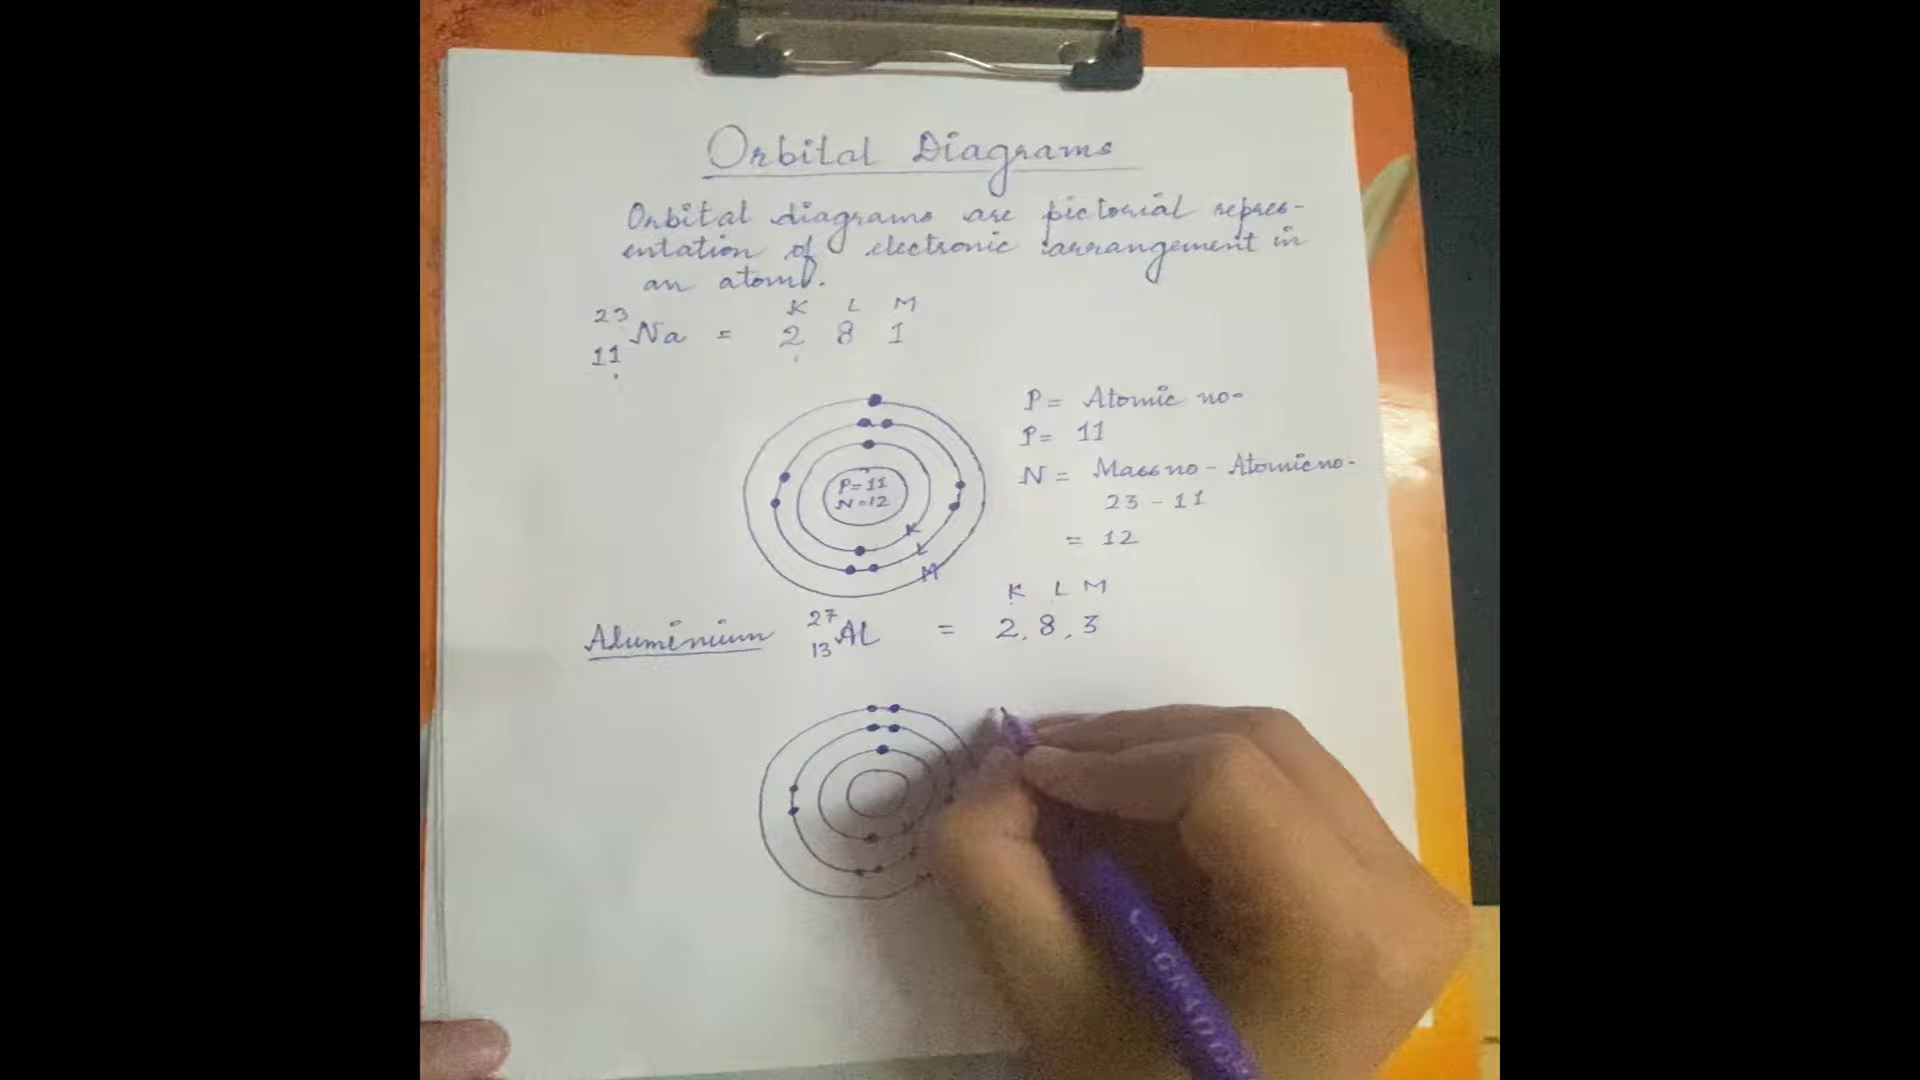 Orbital Diagrams
Orbital diagrams are pictorial repres-
entation of electronic arrangement in
an atom.
K L M
23
11 Na = 2 8 1
P = Atomic no-
P = 11
N = Mass no - Atomic no-
23 - 11
= 12
P=11
N=12
K
L
M
K L M
Aluminium 27
13 AL = 2, 8, 3
M